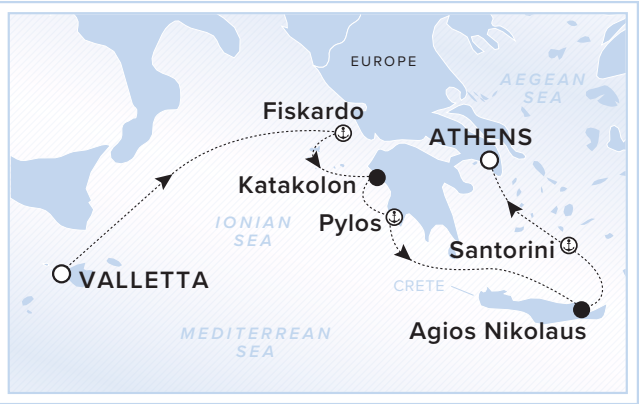 EUROPE
AEGEAN
SEA
Fiskardo
ATHENS
Katakolon
IONIAN
SEA
Pylos
Santorini
VALLETTA
CRETE
MEDITERREAN
SEA
Agios Nikolaus